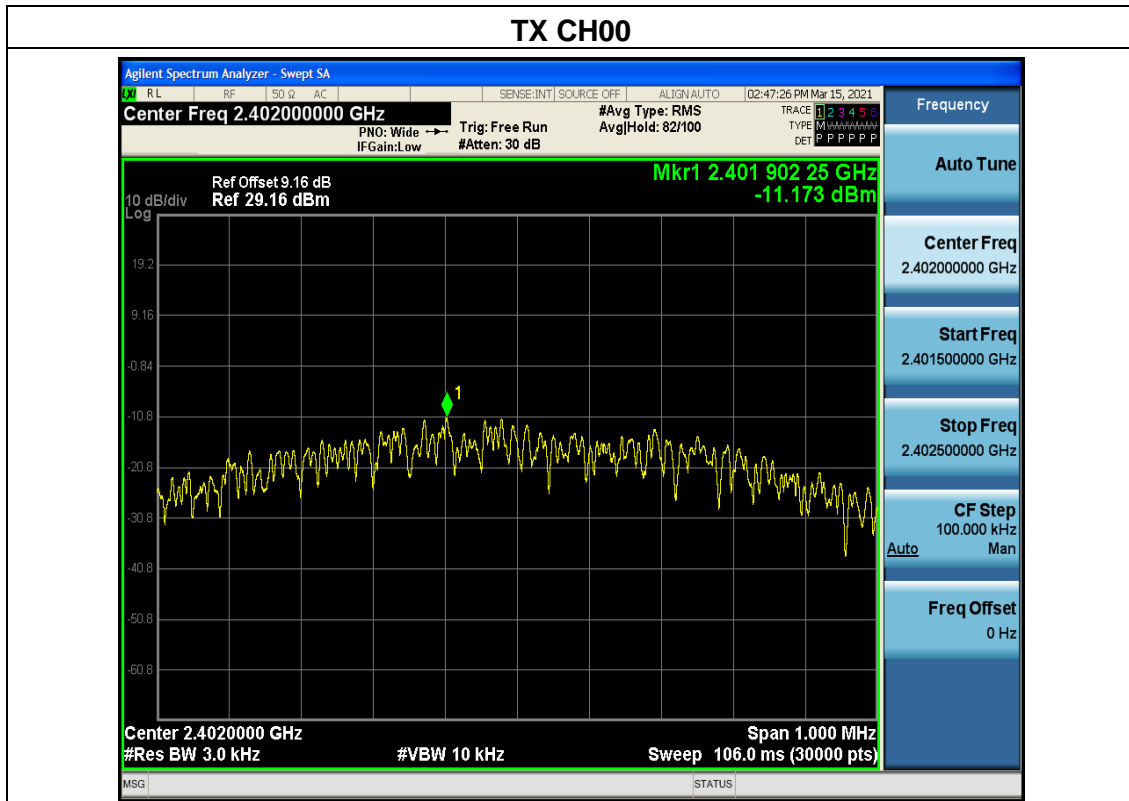 TX CH00
Agilent Spectrum Analyzer - Swept SA
LXI RL RF 50 Ω AC SENSE:INT SOURCE OFF ALIGN AUTO 02:47:26 PM Mar 15, 2021
Center Freq 2.402000000 GHz
PNO: Wide
IFGain:Low
Trig: Free Run
#Atten: 30 dB
#Avg Type: RMS
Avg|Hold: 82/100
TRACE 1 2 3 4 5 6
TYPE M
DET P P P P P P
Mkr1 2.401 902 25 GHz
-11.173 dBm
Ref Offset 9.16 dB
10 dB/div Ref 29.16 dBm
Log
19.2
9.16
-0.84
-10.8
-20.8
-30.8
-40.8
-50.8
-60.8
1
Center 2.4020000 GHz Span 1.000 MHz
#Res BW 3.0 kHz #VBW 10 kHz Sweep 106.0 ms (30000 pts)
MSG STATUS
Frequency
Auto Tune
Center Freq
2.402000000 GHz
Start Freq
2.401500000 GHz
Stop Freq
2.402500000 GHz
CF Step
100.000 kHz
Auto Man
Freq Offset
0 Hz